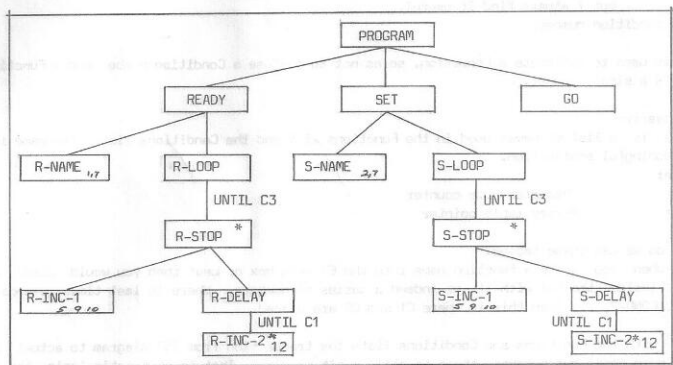 PROGRAM
READY SET GO
R-NAME 1,7 R-LOOP S-NAME 2,7 S-LOOP
UNTIL C3 UNTIL C3
R-STOP * S-STOP *
R-INC-1 R-DELAY S-INC-1 S-DELAY
5 9 10 5 9 10
UNTIL C1 UNTIL C1
R-INC-2* 12 S-INC-2* 12